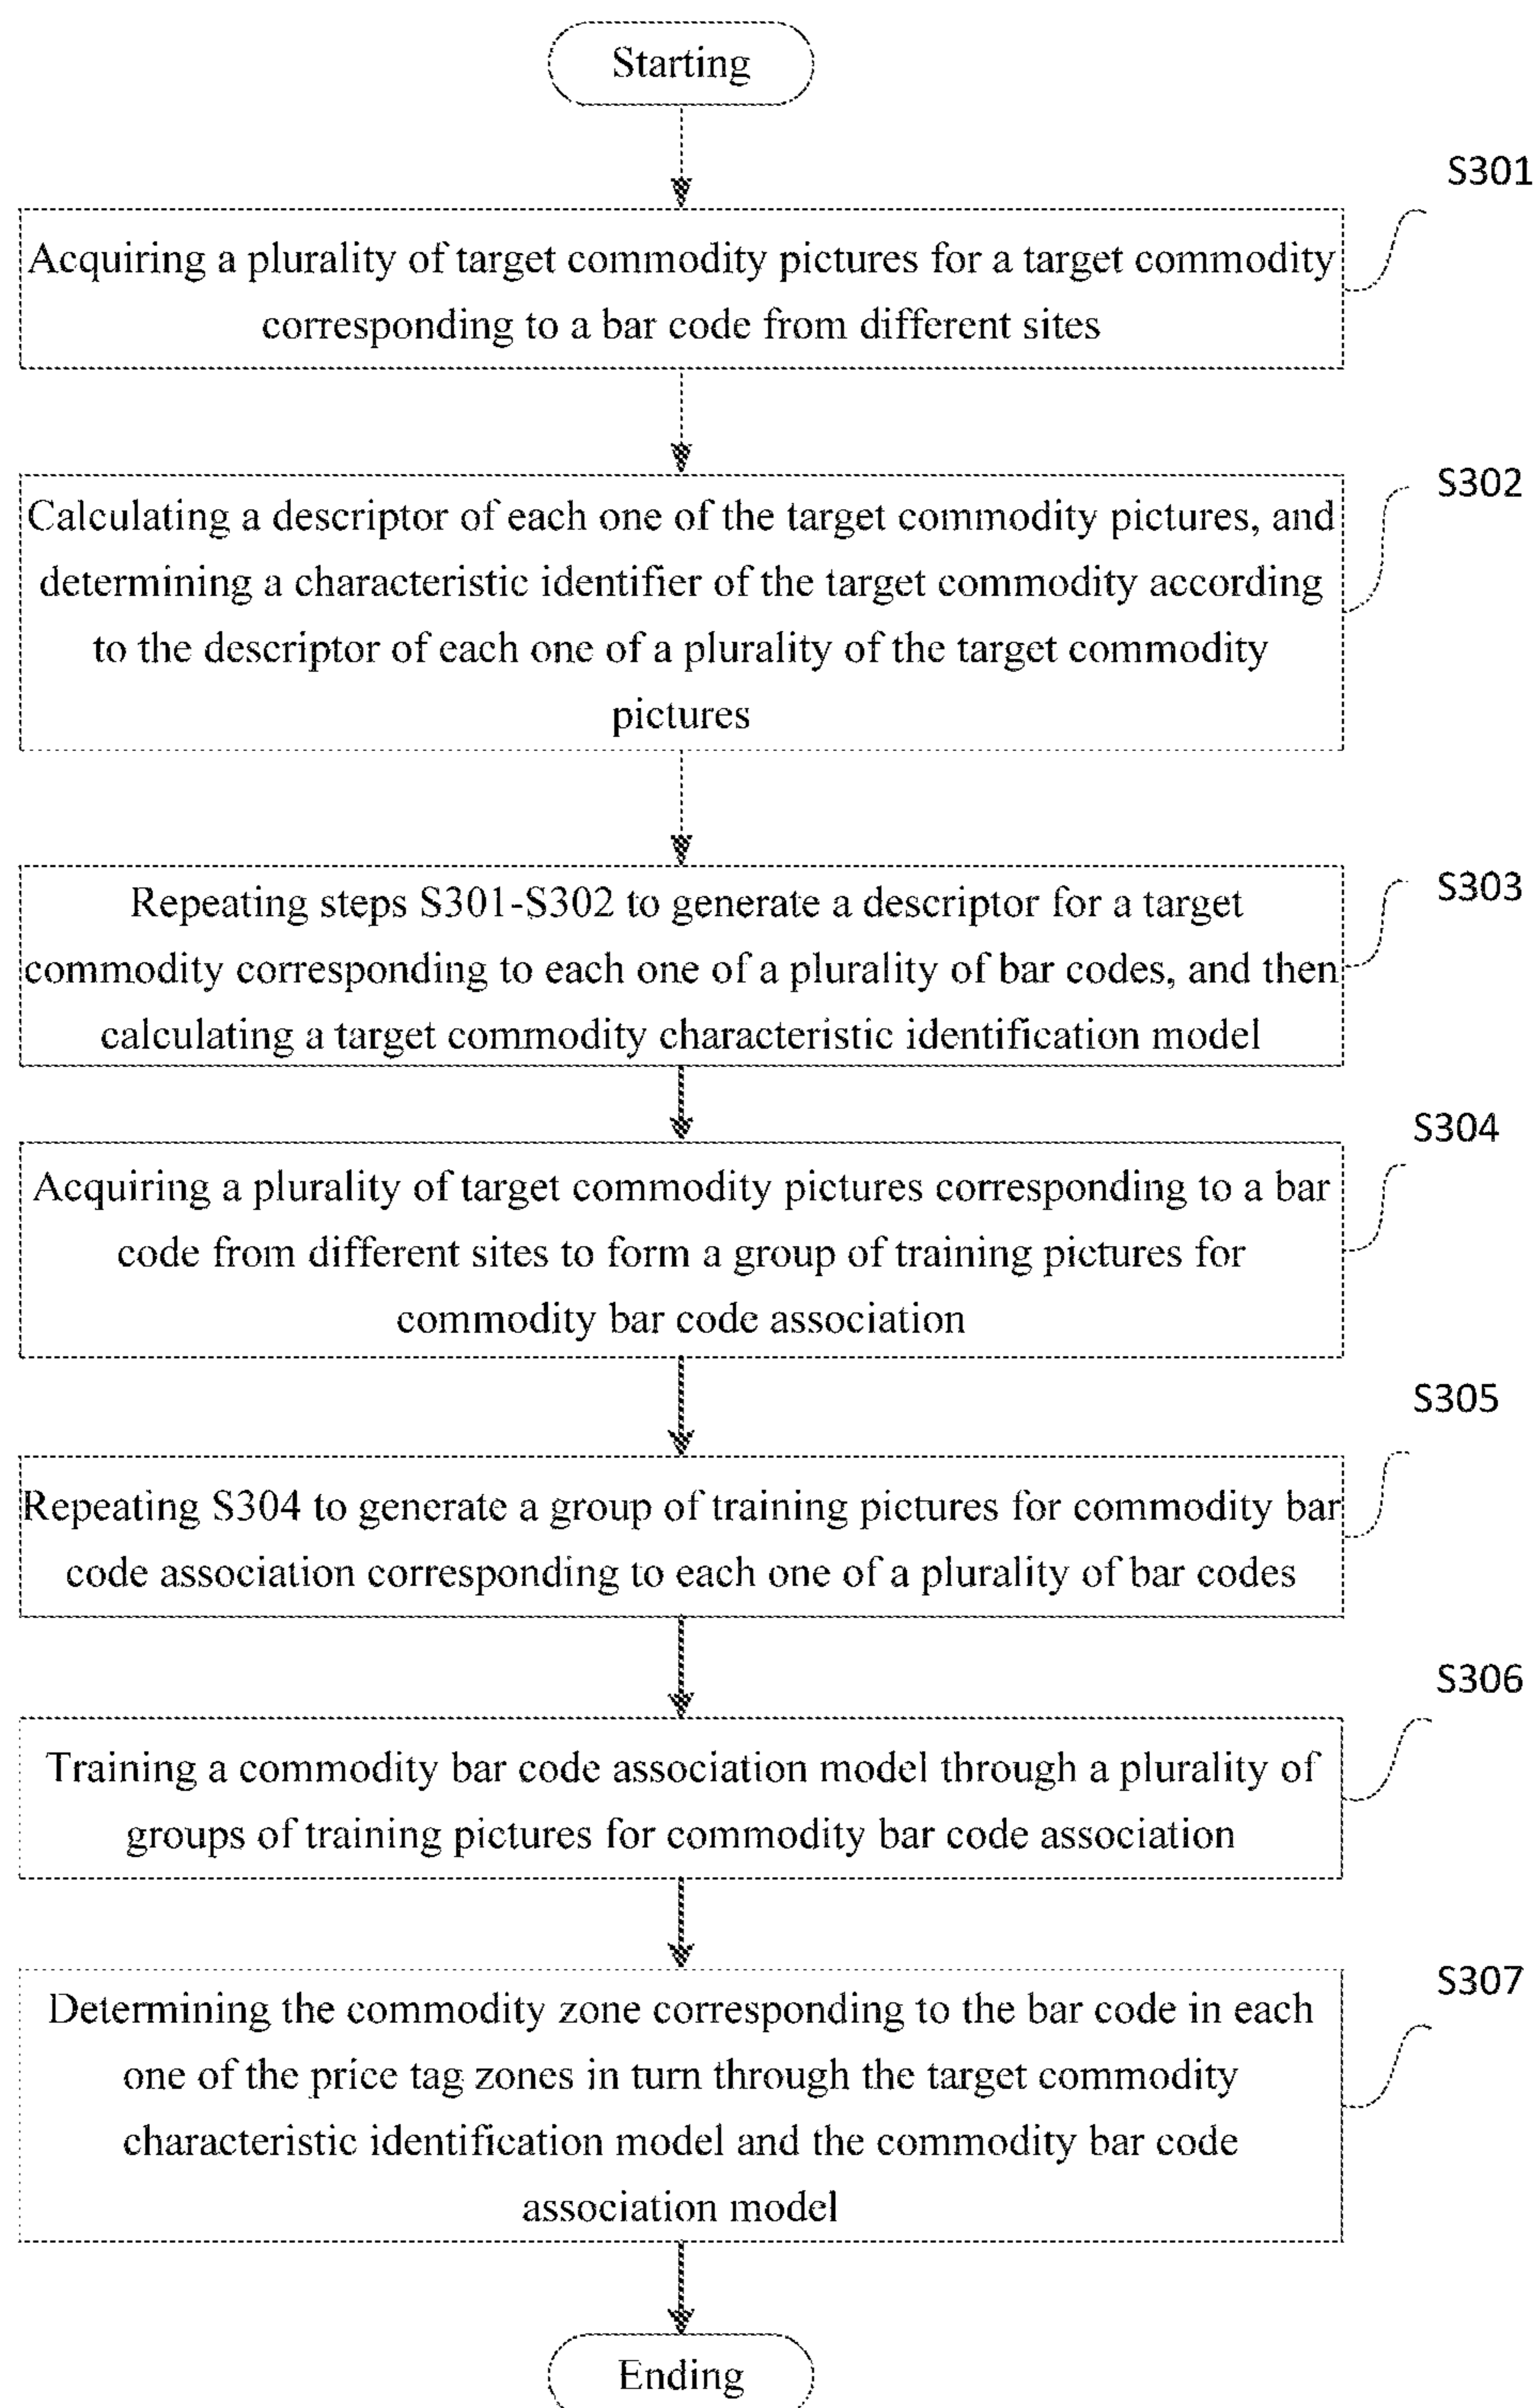 Starting
S301
Acquiring a plurality of target commodity pictures for a target commodity
corresponding to a bar code from different sites
S302
Calculating a descriptor of each one of the target commodity pictures, and
determining a characteristic identifier of the target commodity according
to the descriptor of each one of a plurality of the target commodity
pictures
S303
Repeating steps S301-S302 to generate a descriptor for a target
commodity corresponding to each one of a plurality of bar codes, and then
calculating a target commodity characteristic identification model
S304
Acquiring a plurality of target commodity pictures corresponding to a bar
code from different sites to form a group of training pictures for
commodity bar code association
S305
Repeating S304 to generate a group of training pictures for commodity bar
code association corresponding to each one of a plurality of bar codes
S306
Training a commodity bar code association model through a plurality of
groups of training pictures for commodity bar code association
S307
Determining the commodity zone corresponding to the bar code in each
one of the price tag zones in turn through the target commodity
characteristic identification model and the commodity bar code
association model
Ending